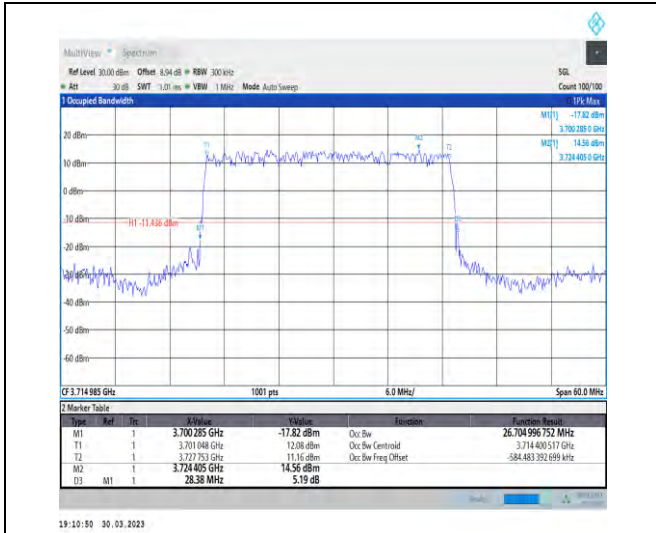 MultiView Spectrum
Ref Level 30.00 dBm Offset 8.94 dB RBW 300 kHz SGL
Att 30 dB SWT 1.01 ms VBW 1 MHz Mode Auto Sweep Count 100/100
1 Occupied Bandwidth 1Pk Max
M1[1] -17.82 dBm
3.700 285 0 GHz
M2[1] 14.56 dBm
3.724 405 0 GHz
20 dBm
M2
T1 T2
10 dBm
0 dBm
-10 dBm
H1 -11.436 dBm
M1
-20 dBm
-30 dBm
-40 dBm
-50 dBm
-60 dBm
CF 3.714 985 GHz 1001 pts 6.0 MHz/ Span 60.0 MHz
2 Marker Table
Type Ref Trc X-Value Y-Value Function Function Result
M1 1 3.700 285 GHz -17.82 dBm Occ Bw 26.704 996 752 MHz
T1 1 3.701 048 GHz 12.08 dBm Occ Bw Centroid 3.714 400 517 GHz
T2 1 3.727 753 GHz 11.16 dBm Occ Bw Freq Offset -584.483 392 699 kHz
M2 1 3.724 405 GHz 14.56 dBm
D3 M1 1 28.38 MHz 5.19 dB
19:10:50 30.03.2023